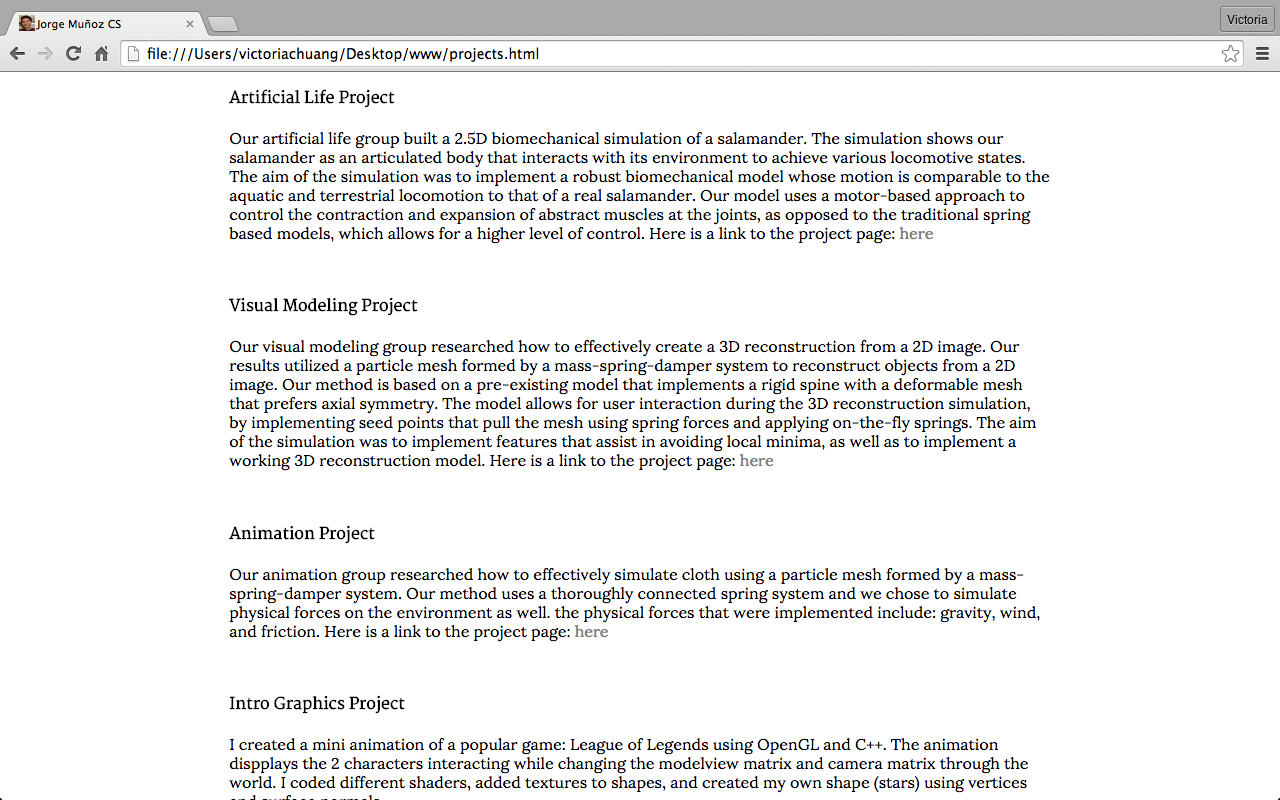 Jorge Muñoz CS
Victoria
file:///Users/victoriachuang/Desktop/www/projects.html
Artificial Life Project
Our artificial life group built a 2.5D biomechanical simulation of a salamander. The simulation shows our
salamander as an articulated body that interacts with its environment to achieve various locomotive states.
The aim of the simulation was to implement a robust biomechanical model whose motion is comparable to the
aquatic and terrestrial locomotion to that of a real salamander. Our model uses a motor-based approach to
control the contraction and expansion of abstract muscles at the joints, as opposed to the traditional spring
based models, which allows for a higher level of control. Here is a link to the project page: here
Visual Modeling Project
Our visual modeling group researched how to effectively create a 3D reconstruction from a 2D image. Our
results utilized a particle mesh formed by a mass-spring-damper system to reconstruct objects from a 2D
image. Our method is based on a pre-existing model that implements a rigid spine with a deformable mesh
that prefers axial symmetry. The model allows for user interaction during the 3D reconstruction simulation,
by implementing seed points that pull the mesh using spring forces and applying on-the-fly springs. The aim
of the simulation was to implement features that assist in avoiding local minima, as well as to implement a
working 3D reconstruction model. Here is a link to the project page: here
Animation Project
Our animation group researched how to effectively simulate cloth using a particle mesh formed by a mass-
spring-damper system. Our method uses a thoroughly connected spring system and we chose to simulate
physical forces on the environment as well. the physical forces that were implemented include: gravity, wind,
and friction. Here is a link to the project page: here
Intro Graphics Project
I created a mini animation of a popular game: League of Legends using OpenGL and C++. The animation
dispplays the 2 characters interacting while changing the modelview matrix and camera matrix through the
world. I coded different shaders, added textures to shapes, and created my own shape (stars) using vertices
and surface normals